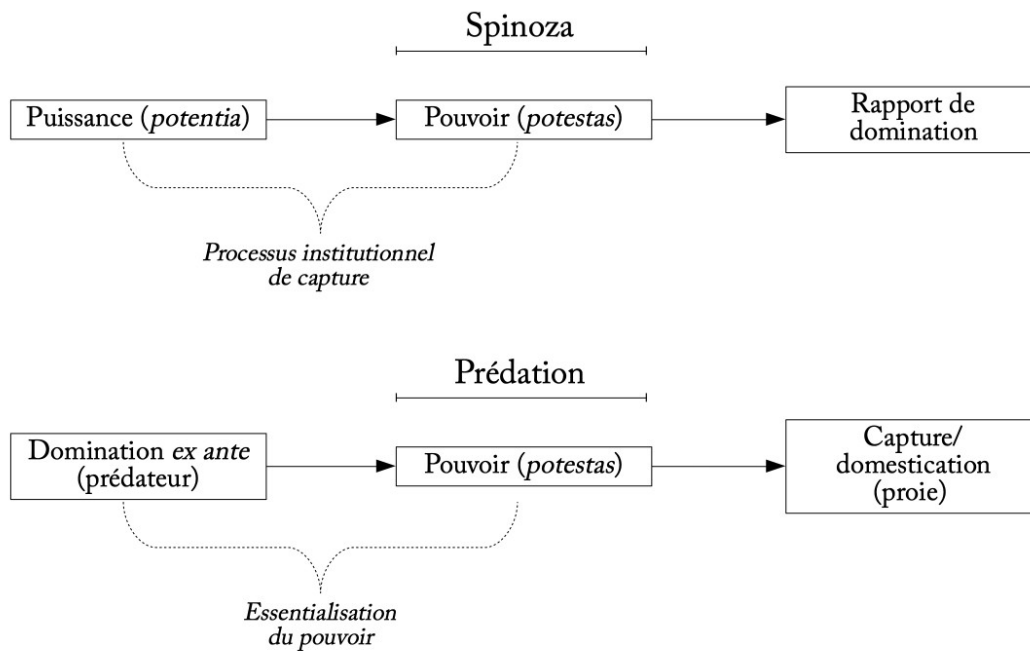 Spinoza
Puissance (potentia)
Pouvoir (potestas)
Rapport de
domination
Processus institutionnel
de capture
Prédation
Domination ex ante
(prédateur)
Pouvoir (potestas)
Capture/
domestication
(proie)
Essentialisation
du pouvoir